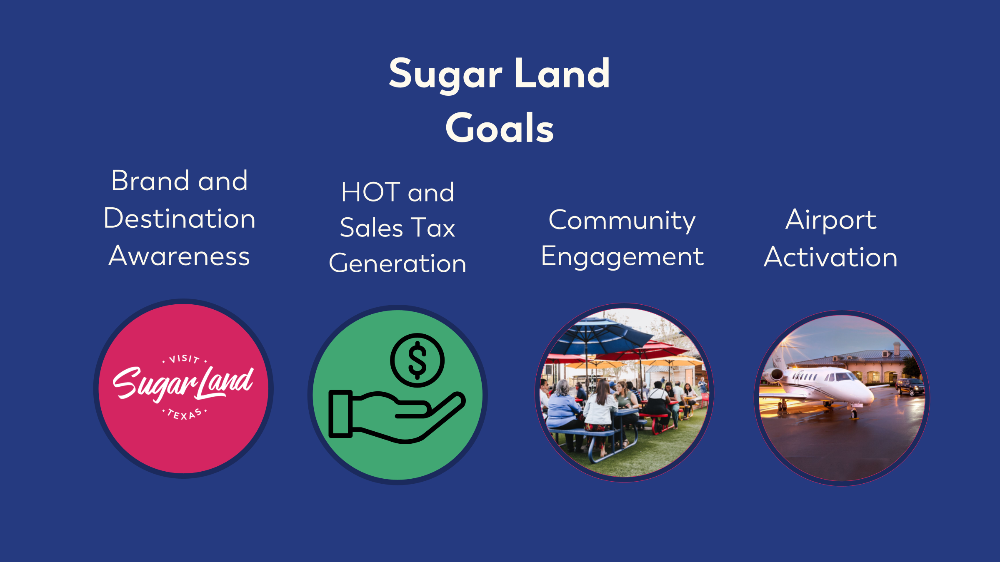 Sugar Land
Goals
Brand and
Destination
Awareness
HOT and
Sales Tax
Generation
Community
Engagement
Airport
Activation
· VISIT ·
Sugar Land
· TEXAS ·